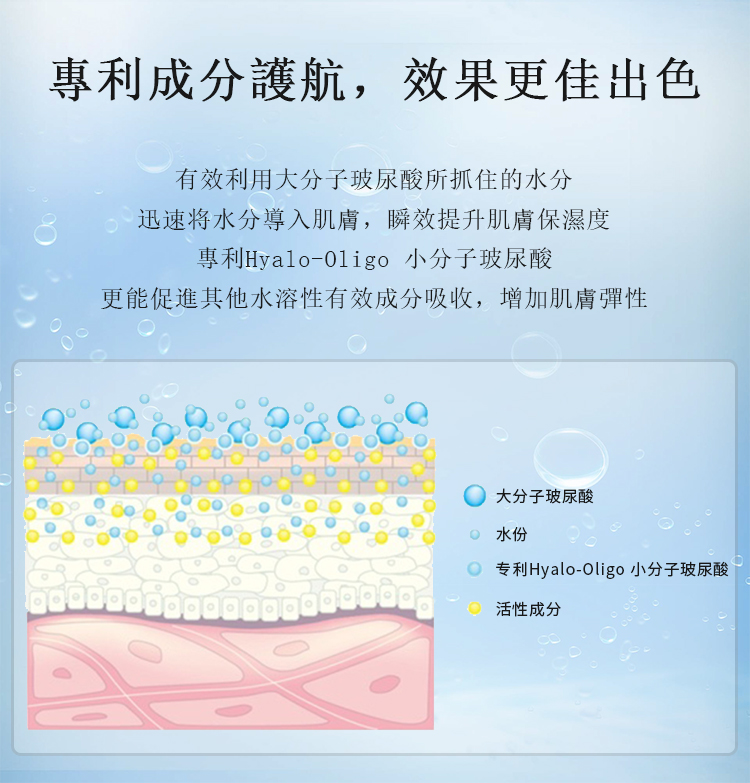 專利成分護航，效果更佳出色
有效利用大分子玻尿酸所抓住的水分
迅速将水分導入肌膚，瞬效提升肌膚保濕度
專利Hyalo-Oligo 小分子玻尿酸
更能促進其他水溶性有效成分吸收，增加肌膚彈性
大分子玻尿酸
水份
专利Hyalo-Oligo 小分子玻尿酸
活性成分